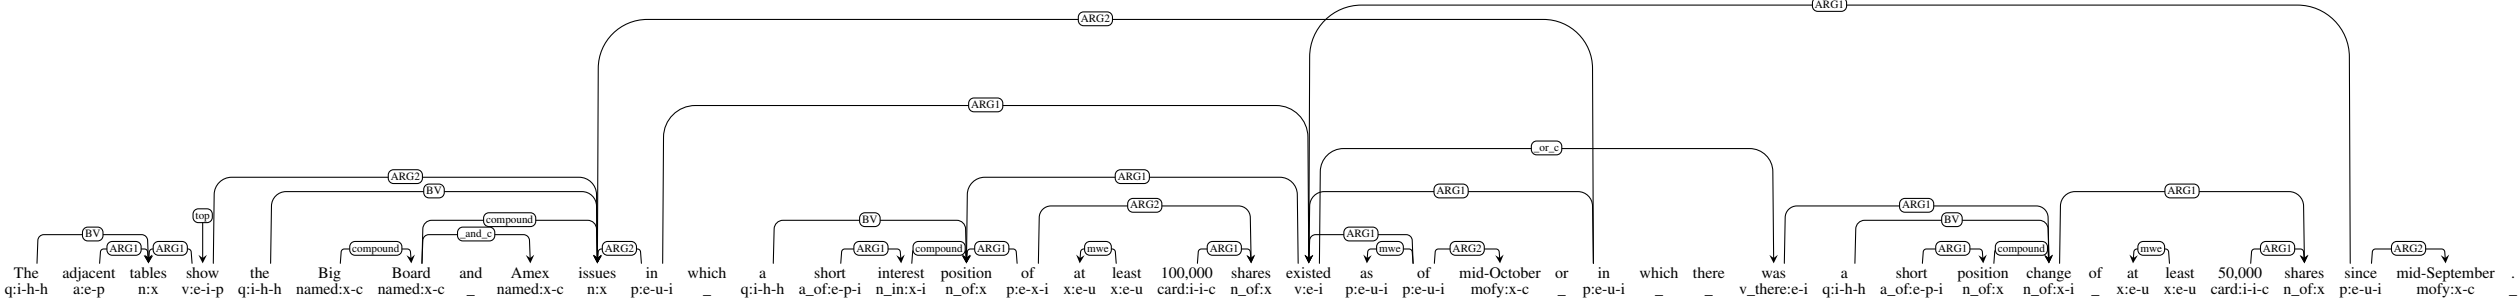 ARG1
ARG2
ARG1
_or_c
ARG2 ARG1
BV ARG1 ARG1
ARG2 ARG1
top compound BV BV
BV _and_c ARG1
ARG1 ARG1 compound ARG2 ARG1 compound ARG1 mwe ARG1 mwe ARG2 ARG1 compound mwe ARG1 ARG2
The adjacent tables show the Big Board and Amex issues in which a short interest position of at least 100,000 shares existed as of mid-October or in which there was a short position change of at least 50,000 shares since mid-September .
q:i-h-h a:e-p n:x v:e-i-p q:i-h-h named:x-c named:x-c _ named:x-c n:x p:e-u-i _ q:i-h-h a_of:e-p-i n_in:x-i n_of:x p:e-x-i x:e-u x:e-u card:i-i-c n_of:x v:e-i p:e-u-i p:e-u-i mofy:x-c _ p:e-u-i _ _ v_there:e-i q:i-h-h a_of:e-p-i n_of:x n_of:x-i _ x:e-u x:e-u card:i-i-c n_of:x p:e-u-i mofy:x-c _